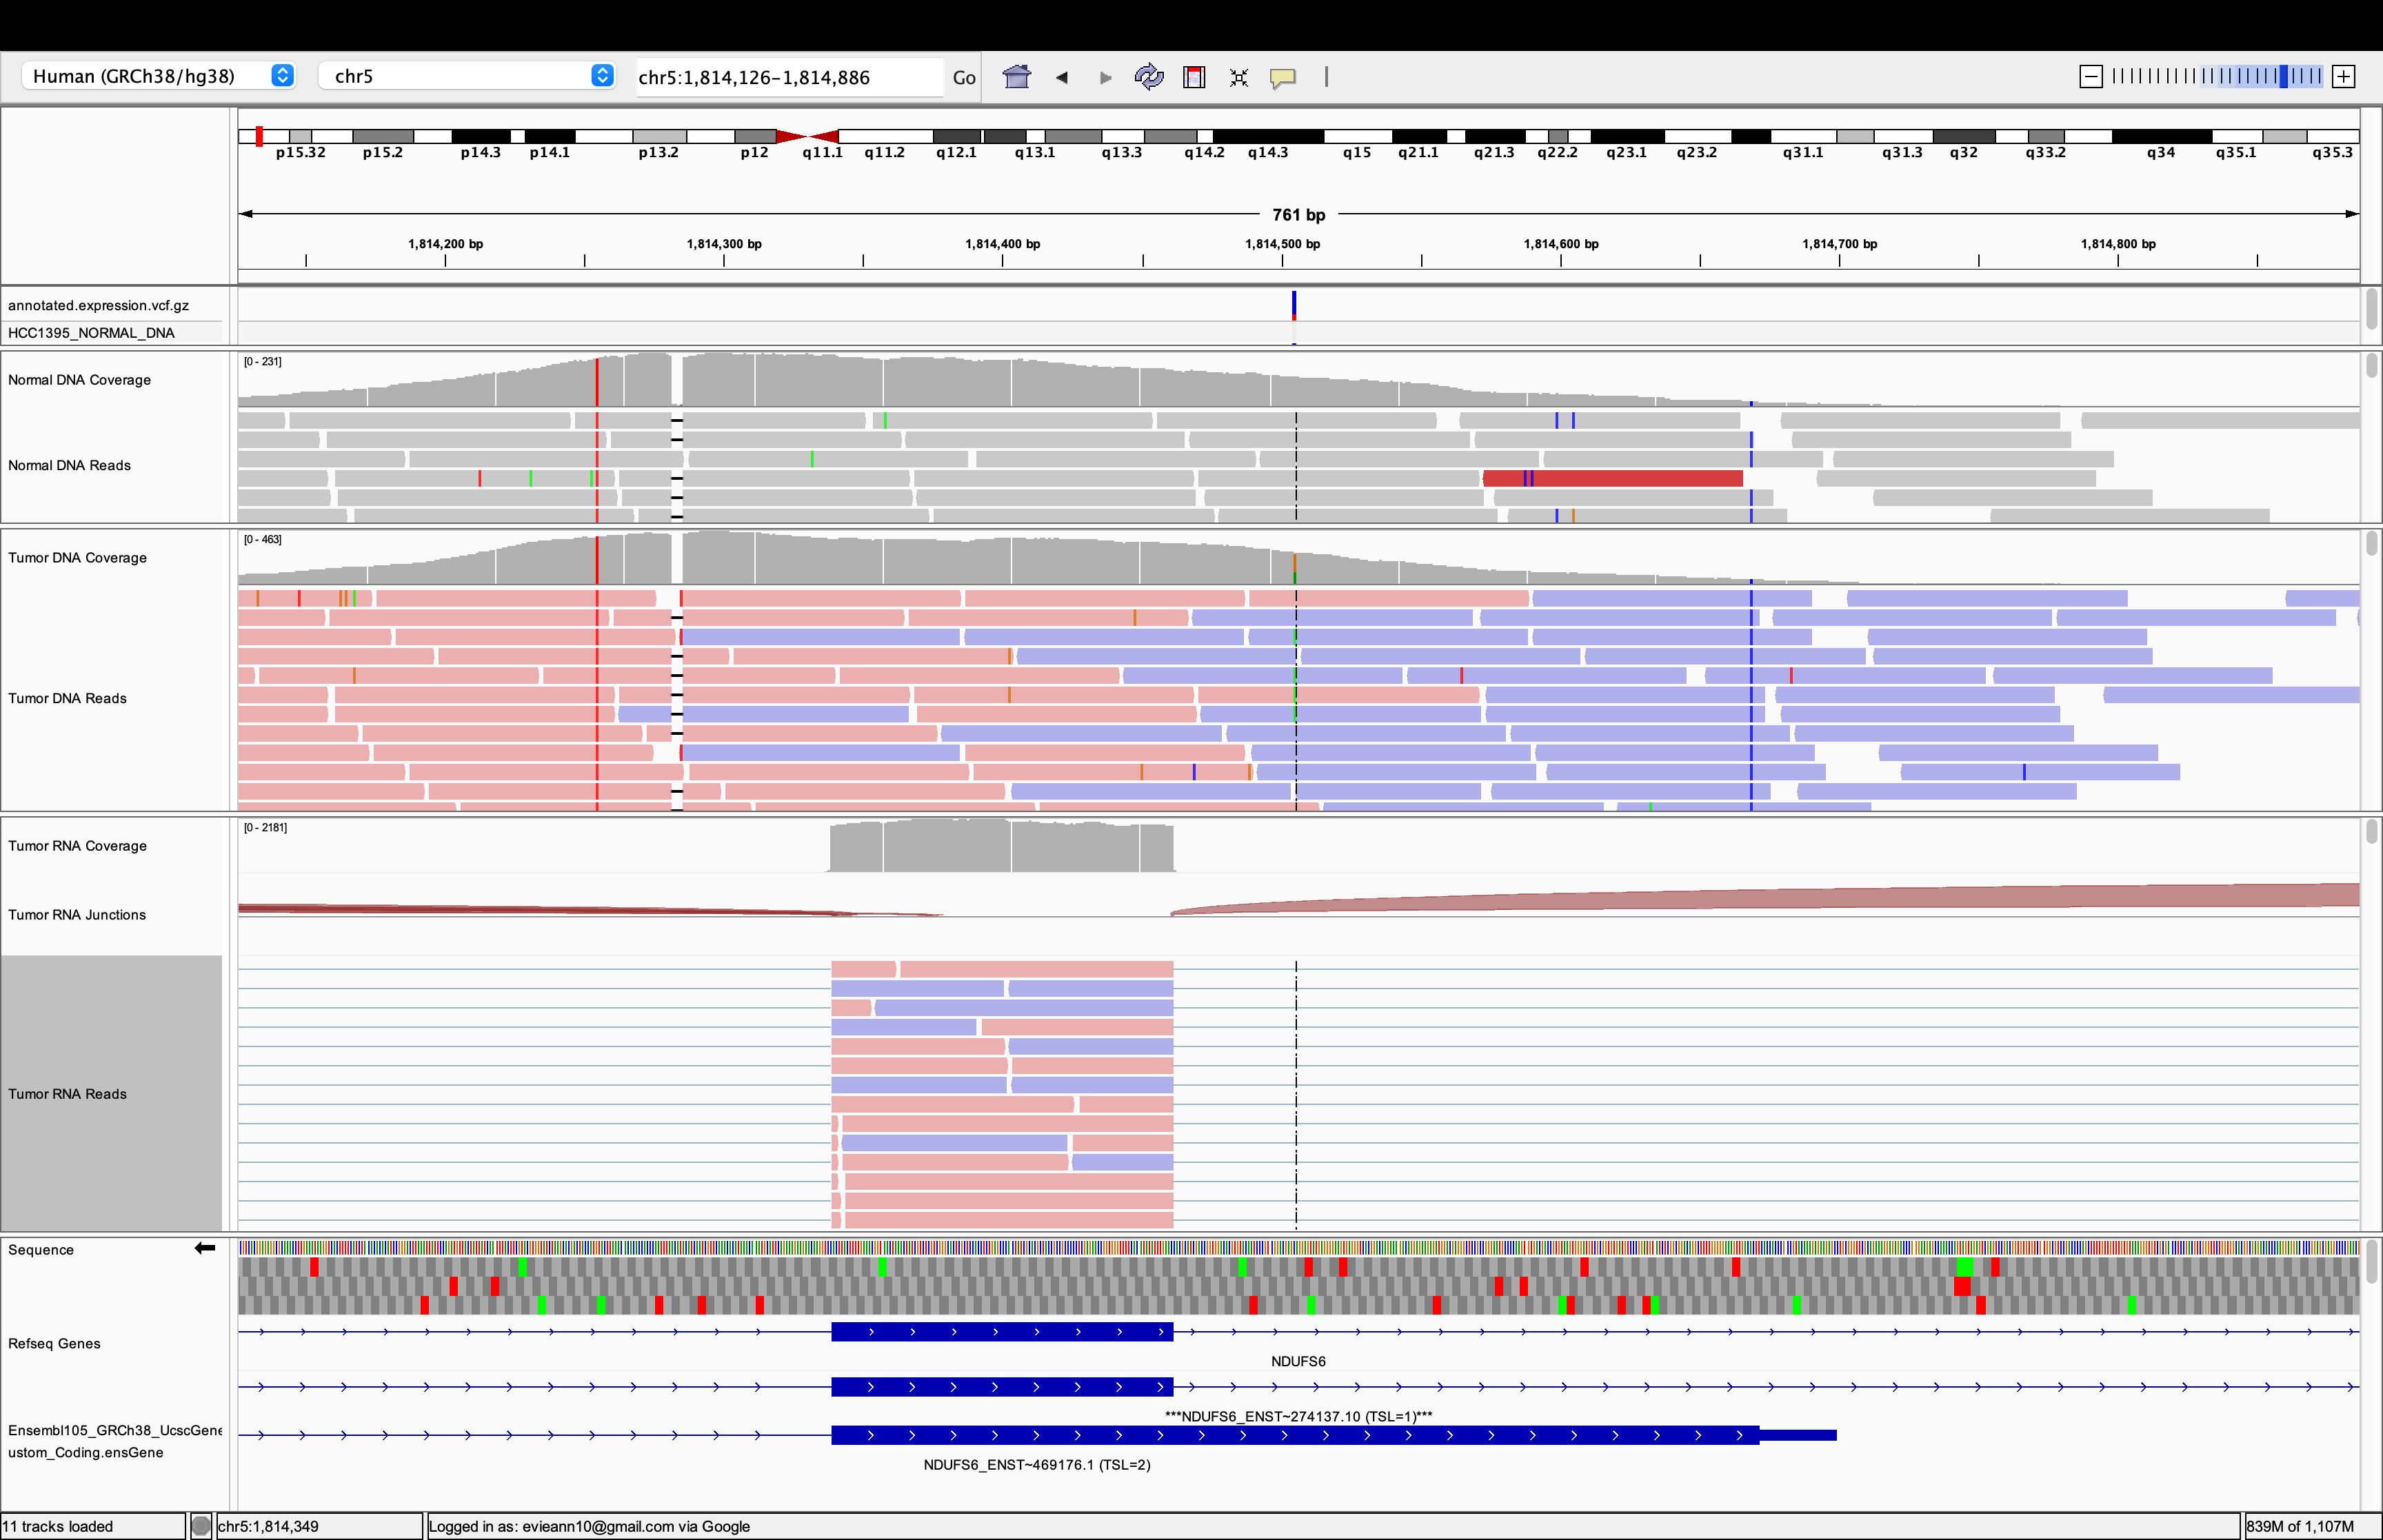 Human (GRCh38/hg38) chr5 chr5:1,814,126-1,814,886 Go
p15.32 p15.2 p14.3 p14.1 p13.2 p12 q11.1 q11.2 q12.1 q13.1 q13.3 q14.2 q14.3 q15 q21.1 q21.3 q22.2 q23.1 q23.2 q31.1 q31.3 q32 q33.2 q34 q35.1 q35.3
761 bp
1,814,200 bp 1,814,300 bp 1,814,400 bp 1,814,500 bp 1,814,600 bp 1,814,700 bp 1,814,800 bp
annotated.expression.vcf.gz
HCC1395_NORMAL_DNA
[0 - 231]
Normal DNA Coverage
Normal DNA Reads
[0 - 463]
Tumor DNA Coverage
Tumor DNA Reads
[0 - 2181]
Tumor RNA Coverage
Tumor RNA Junctions
Tumor RNA Reads
Sequence
Refseq Genes
NDUFS6
***NDUFS6_ENST~274137.10 (TSL=1)***
Ensembl105_GRCh38_UcscGene
ustom_Coding.ensGene
NDUFS6_ENST~469176.1 (TSL=2)
11 tracks loaded chr5:1,814,349 Logged in as: evieann10@gmail.com via Google 839M of 1,107M